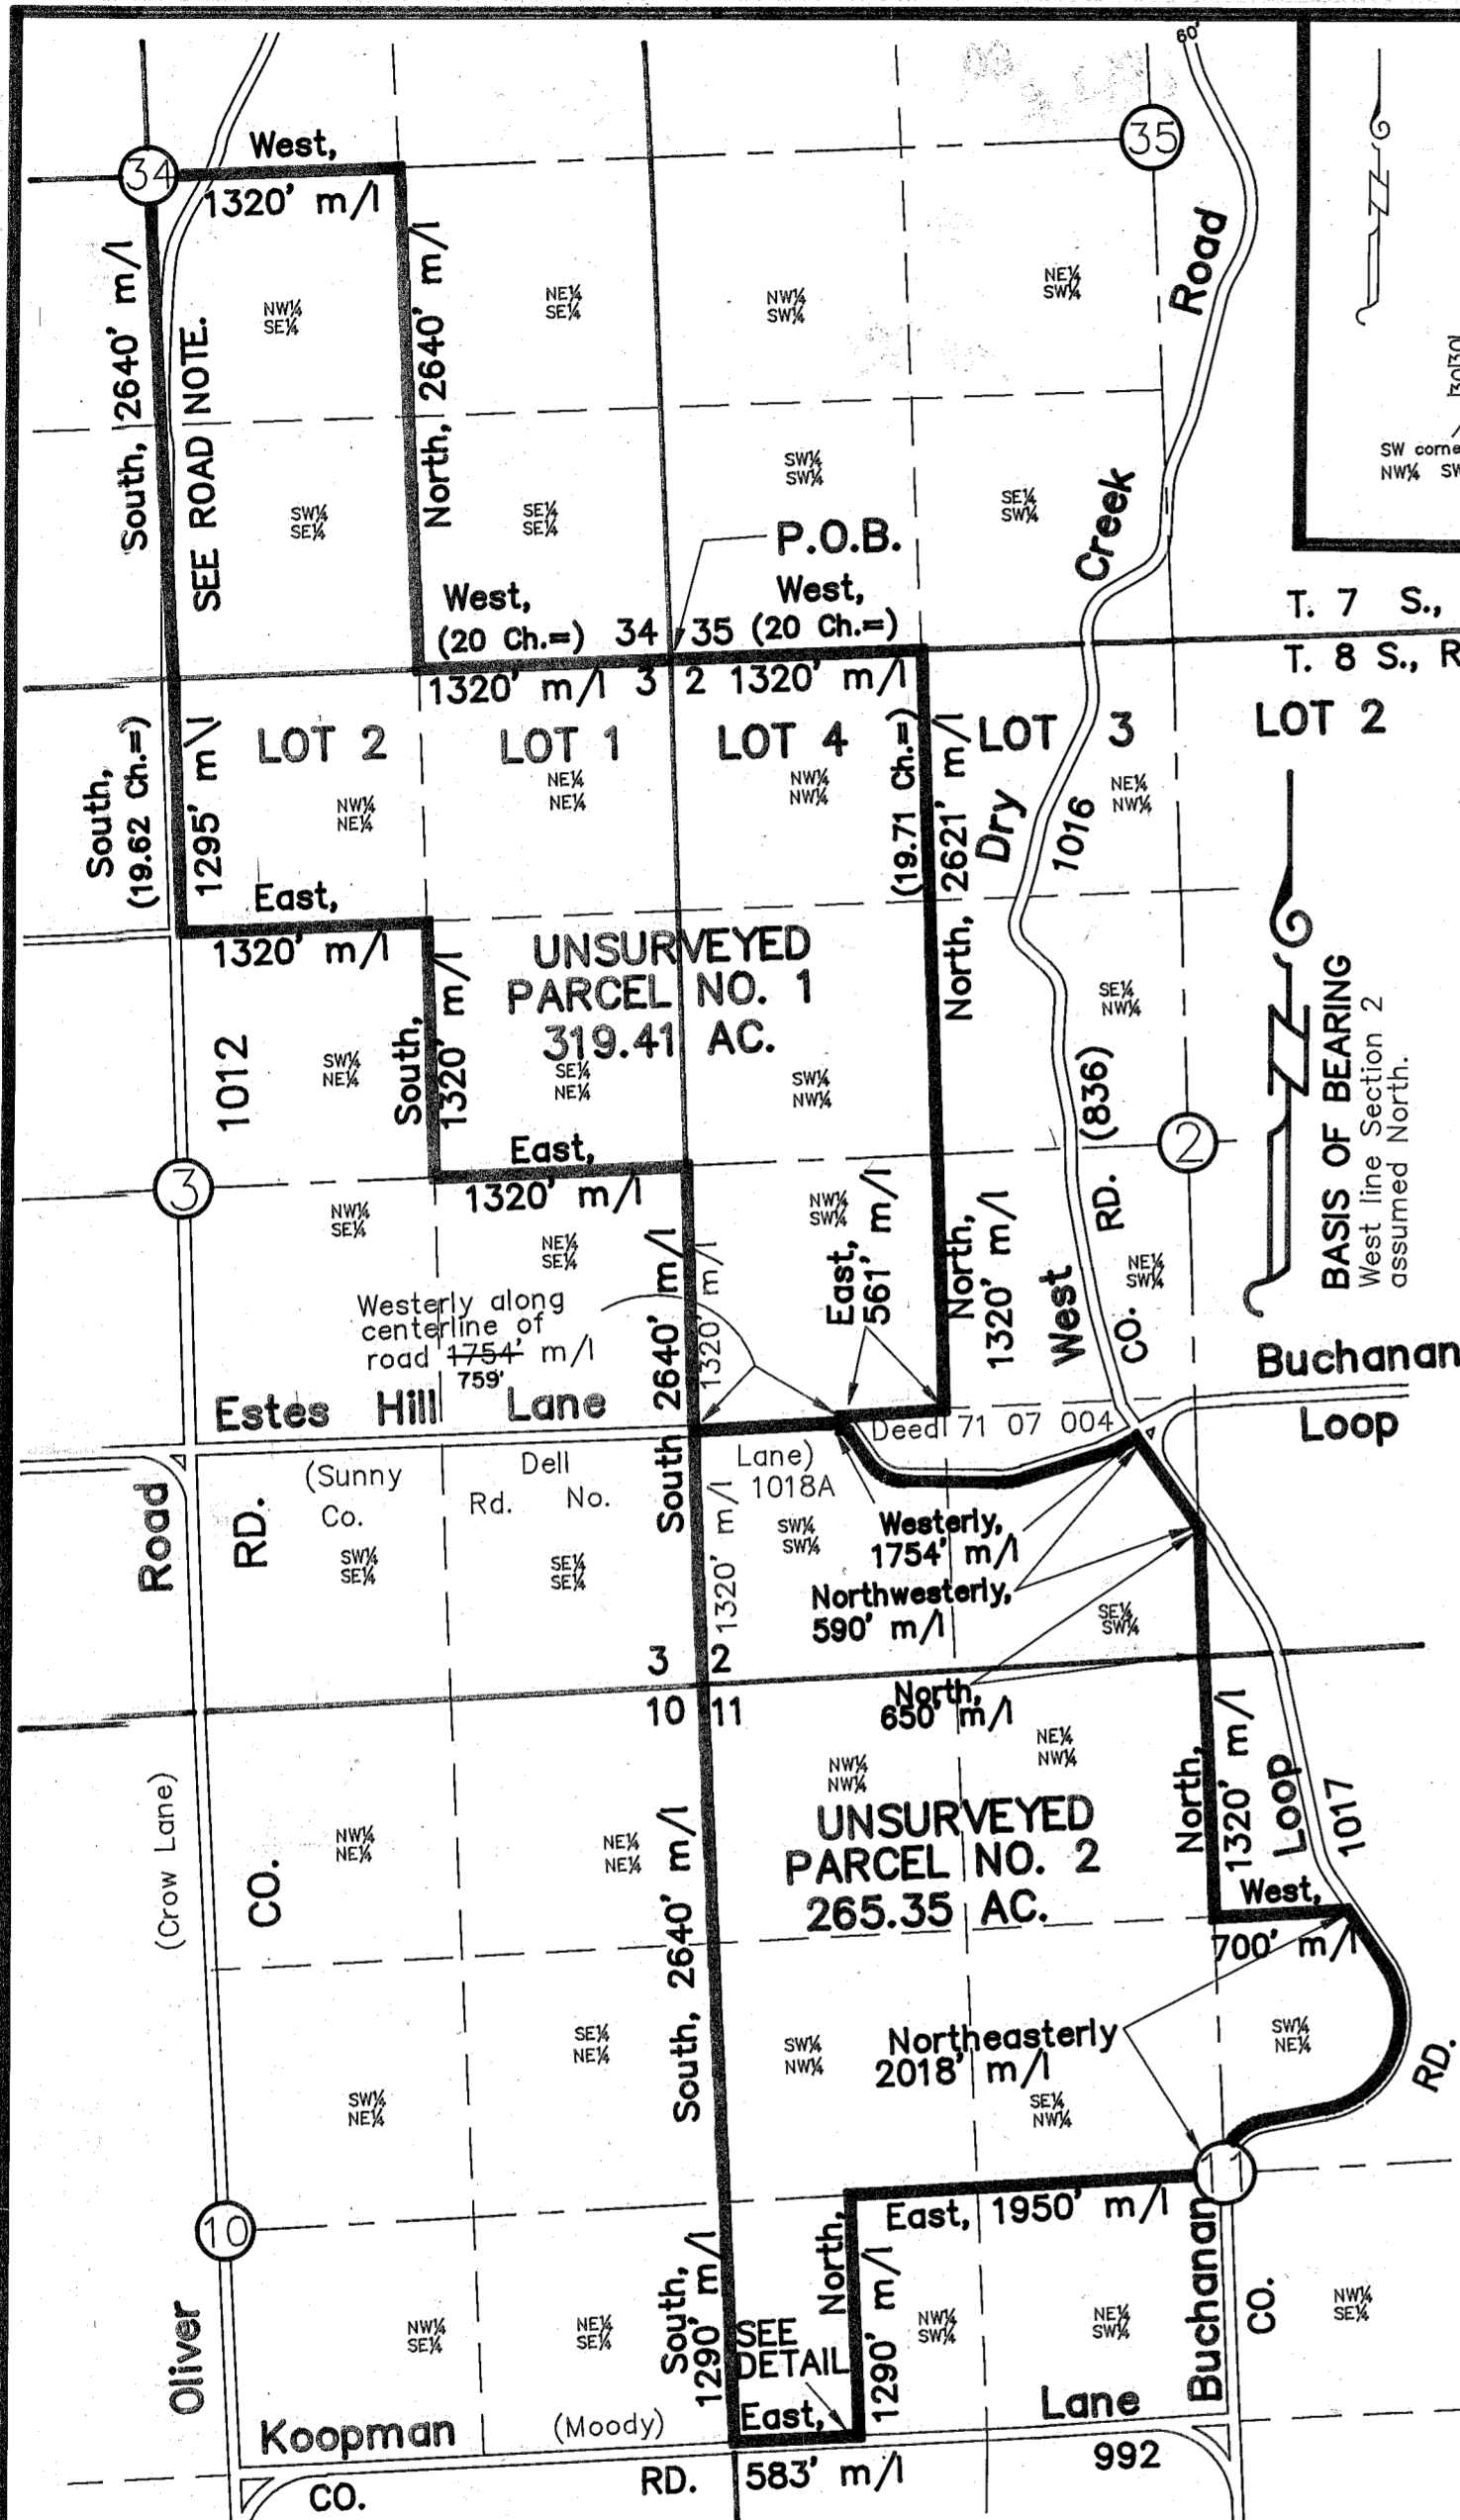 60'
34
35
West,
1320' m/l
South, 2640' m/l
SEE ROAD NOTE.
North, 2640' m/l
NW¼
SE¼
NE¼
SE¼
NW¼
SW¼
NE¼
SW¼
Dry Creek Road
SW¼
SE¼
SE¼
SE¼
SW¼
SW¼
SE¼
SW¼
SW corne
NW¼ SW
P.O.B.
West,
(20 Ch.=)
34
35
West,
(20 Ch.=)
1320' m/l
3
2
1320' m/l
T. 7 S.,
T. 8 S., R
South,
(19.62 Ch.=)
1295' m\l
LOT 2
LOT 1
LOT 4
LOT 3
LOT 2
NW¼
NE¼
NE¼
NE¼
NW¼
NW¼
NE¼
NW¼
(19.71 Ch.=)
North, 2621' m/l
1016
East,
1320' m/l
UNSURVEYED
PARCEL NO. 1
319.41 AC.
South,
1320' m/l
1012
SW¼
NE¼
SE¼
NE¼
SW¼
NW¼
SE¼
NW¼
BASIS OF BEARING
West line Section 2
assumed North.
3
2
East,
1320' m/l
NW¼
SE¼
NE¼
SE¼
NW¼
SW¼
NE¼
SW¼
West
CO. RD. (836)
East,
561' m/l
North,
1320' m/l
South 2640' m/l
1320' m/l
Westerly along
centerline of
road 1754' m/l
759'
Estes Hill Lane
Buchanan
Loop
Deed 71 07 004
(Sunny Dell Lane)
Co. Rd. No. 1018A
Road
RD.
SW¼
SE¼
SE¼
SE¼
SW¼
SW¼
SE¼
SW¼
1320' m/l
Westerly,
1754' m/l
Northwesterly,
590' m/l
3
2
10
11
North,
650' m/l
NW¼
NE¼
NE¼
NE¼
NW¼
NW¼
NE¼
NW¼
UNSURVEYED
PARCEL NO. 2
265.35 AC.
North,
1320' m/l
Loop
1017
West,
700' m/l
(Crow Lane)
CO.
South, 2640' m/l
SW¼
NE¼
SE¼
NE¼
SW¼
NW¼
SE¼
NW¼
SW¼
NE¼
Northeasterly
2018' m/l
RD.
10
11
East, 1950' m/l
South,
1290' m/l
North,
1290' m/l
SEE
DETAIL
East,
583' m/l
NW¼
SE¼
NE¼
SE¼
NW¼
SW¼
NE¼
SW¼
NW¼
SE¼
Buchanan
CO.
Oliver
Koopman
(Moody)
Lane
CO.
RD.
992